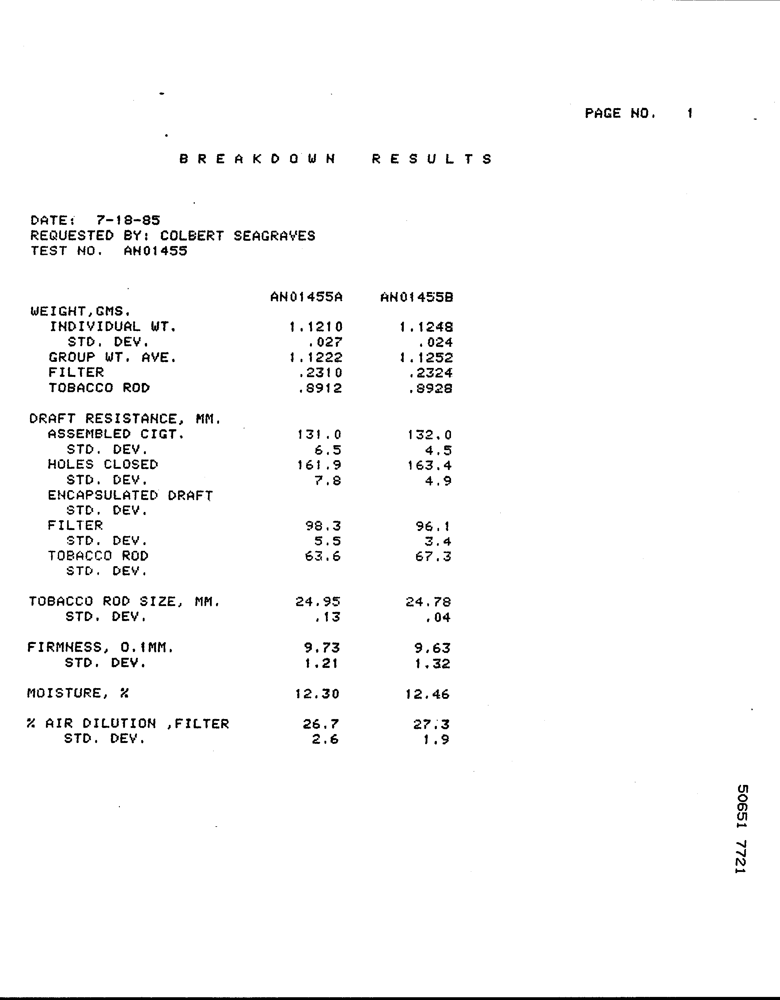 PAGE NO. 1
BREAKDOWN RESULTS
DATE: 7-18-85
REQUESTED BY: COLBERT SEAGRAVES
TEST NO. AN01455
AN01455A AN01455B
WEIGHT,GMS.
INDIVIDUAL WT. 1.1210 1.1248
STD. DEV. .027 .024
GROUP WT. AVE. 1.1222 1.1252
FILTER .2310 .2324
TOBACCO ROD .8912 .8928
DRAFT RESISTANCE, MM.
ASSEMBLED CIGT. 131.0 132.0
STD. DEV. 6.5 4.5
HOLES CLOSED 161.9 163.4
STD. DEV. 7.8 4.9
ENCAPSULATED DRAFT
STD. DEV.
FILTER 98.3 96.1
STD. DEV. 5.5 3.4
TOBACCO ROD 63.6 67.3
STD. DEV.
TOBACCO ROD SIZE, MM. 24.95 24.78
STD. DEV. .13 .04
FIRMNESS, 0.1MM. 9.73 9.63
STD. DEV. 1.21 1.32
MOISTURE, % 12.30 12.46
% AIR DILUTION ,FILTER 26.7 27.3
STD. DEV. 2.6 1.9
50651 7721